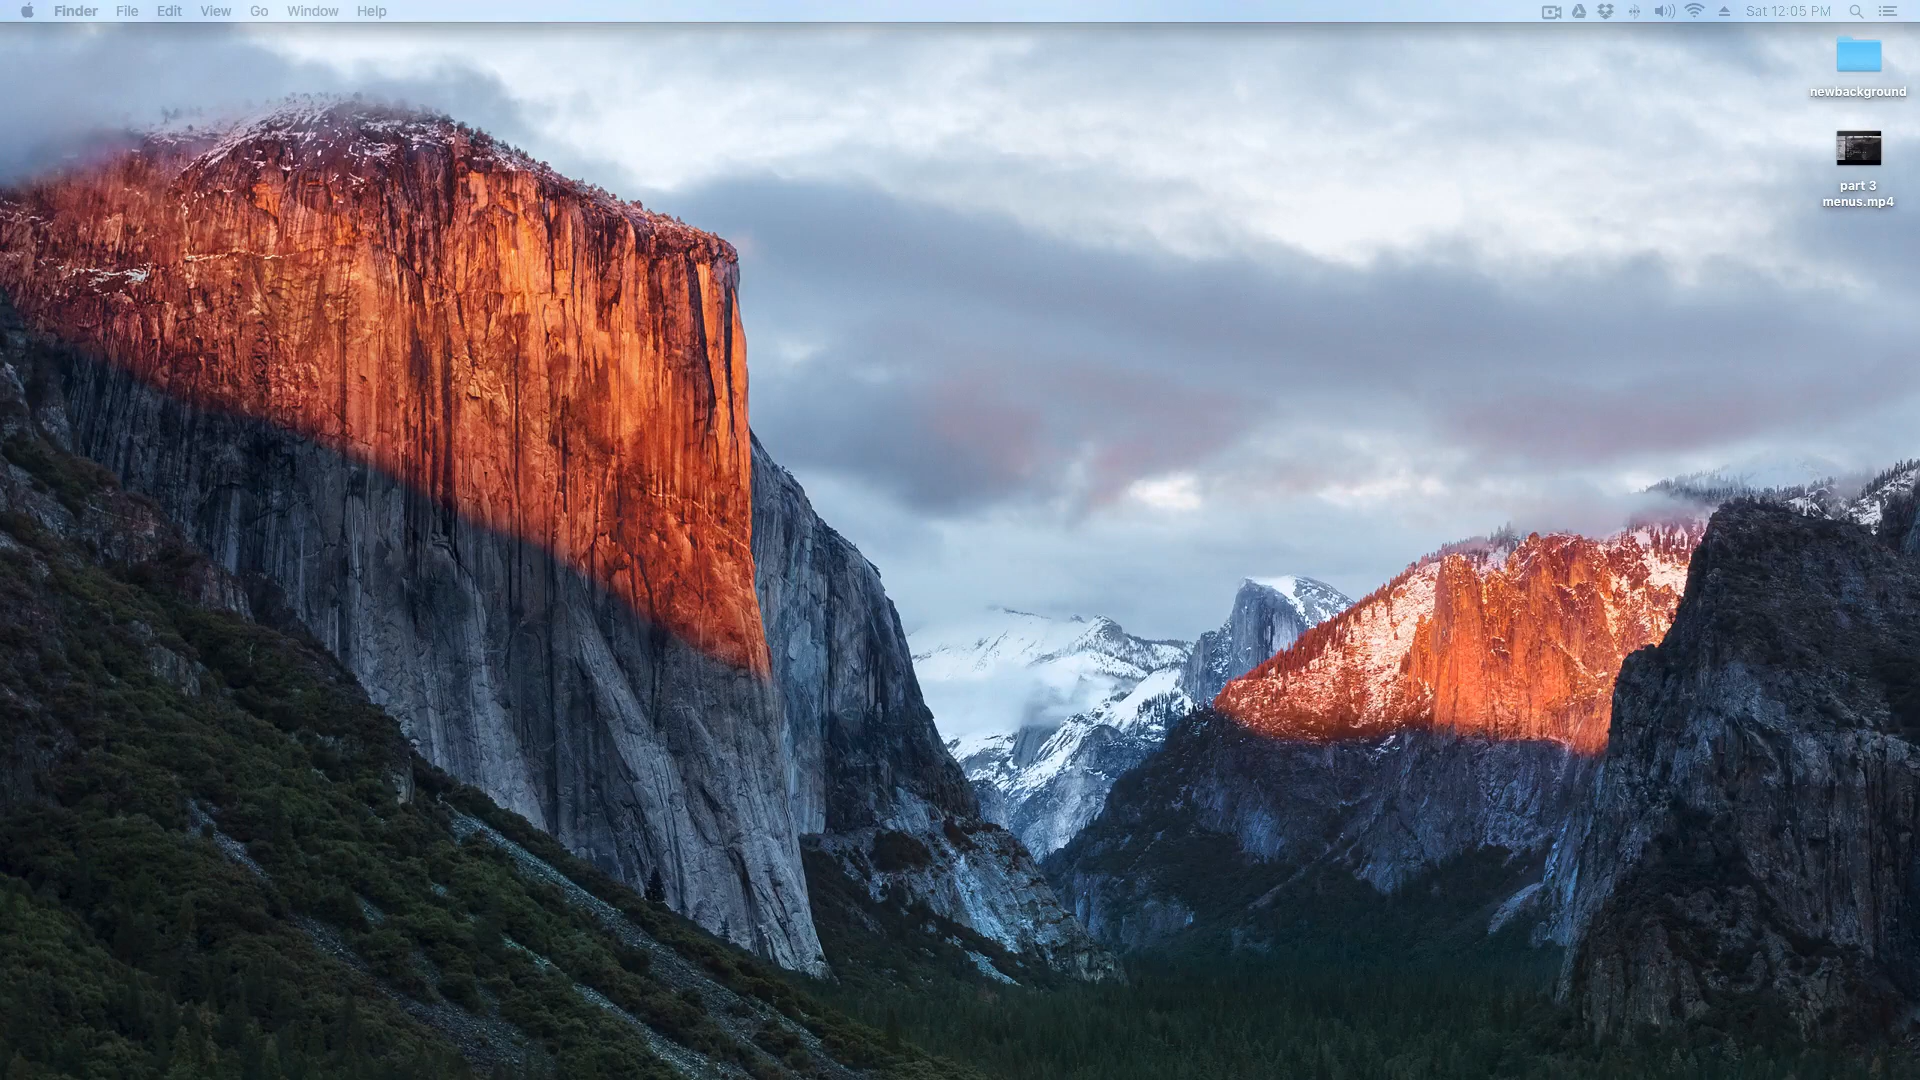 Finder File Edit View Go Window Help
Sat 12:05 PM
newbackground
part 3
menus.mp4